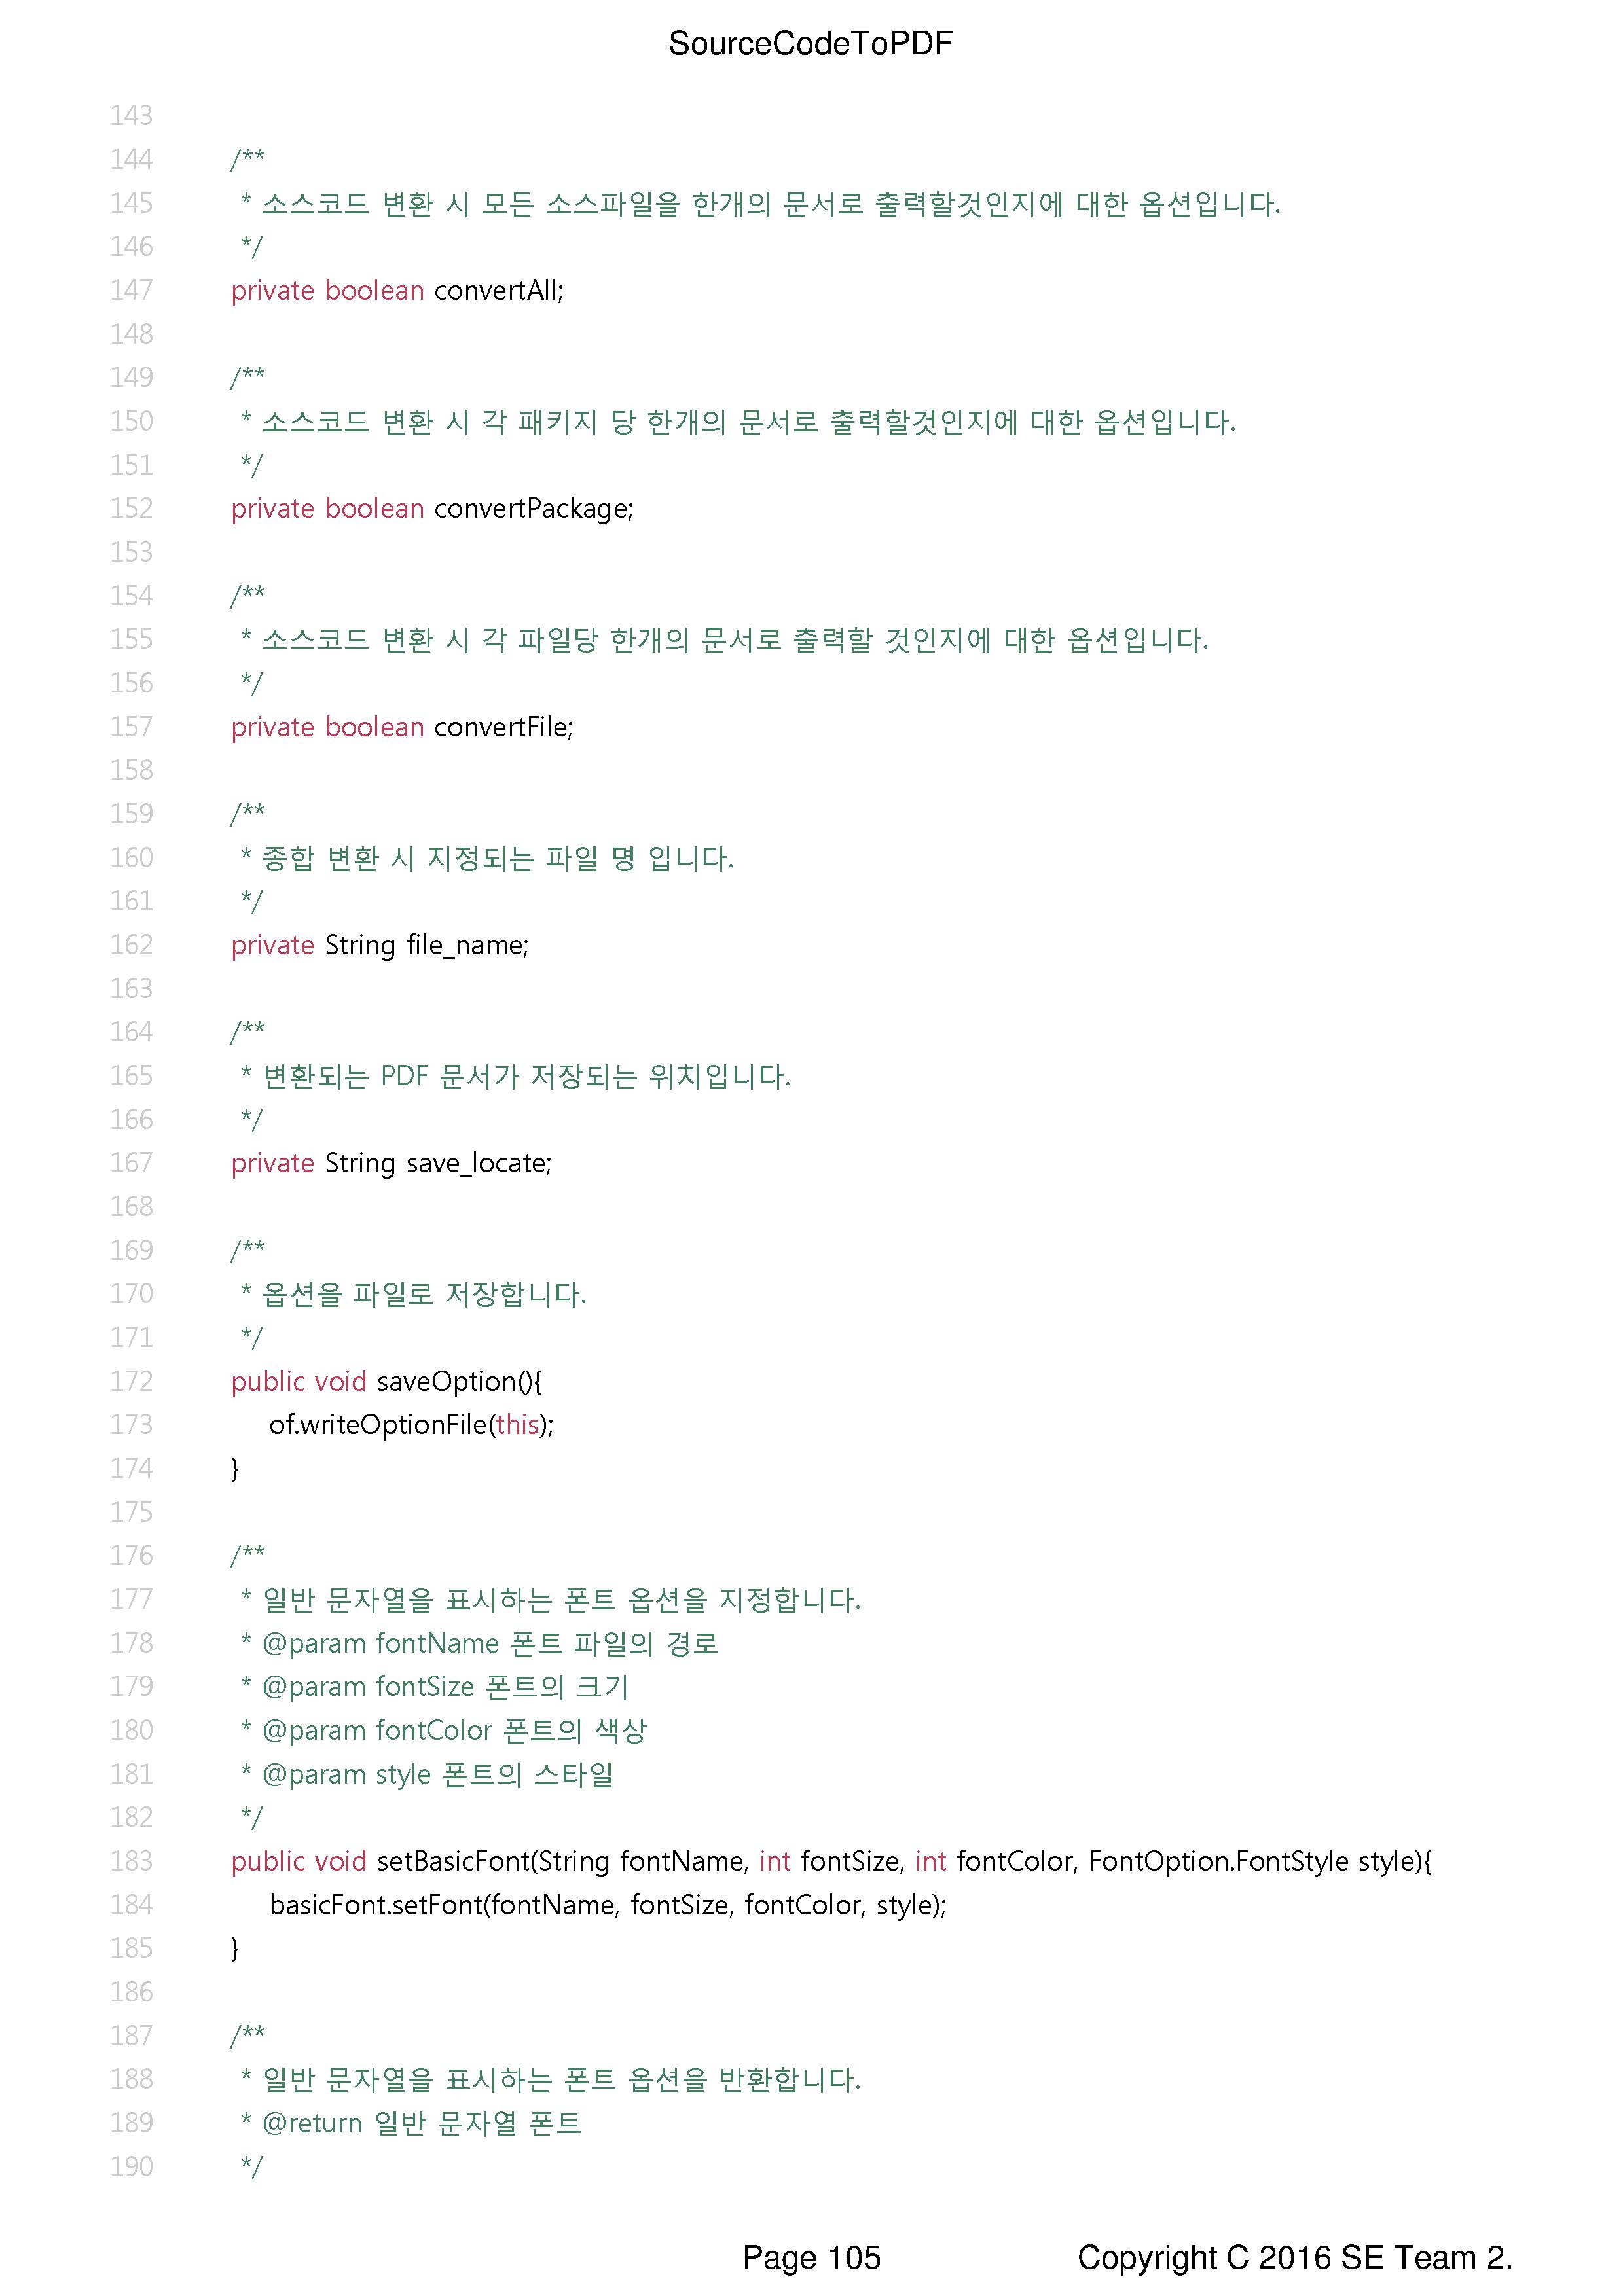 SourceCodeToPDF
143
144 /**
145 * 소스코드 변환 시 모든 소스파일을 한개의 문서로 출력할것인지에 대한 옵션입니다.
146 */
147 private boolean convertAll;
148
149 /**
150 * 소스코드 변환 시 각 패키지 당 한개의 문서로 출력할것인지에 대한 옵션입니다.
151 */
152 private boolean convertPackage;
153
154 /**
155 * 소스코드 변환 시 각 파일당 한개의 문서로 출력할 것인지에 대한 옵션입니다.
156 */
157 private boolean convertFile;
158
159 /**
160 * 종합 변환 시 지정되는 파일 명 입니다.
161 */
162 private String file_name;
163
164 /**
165 * 변환되는 PDF 문서가 저장되는 위치입니다.
166 */
167 private String save_locate;
168
169 /**
170 * 옵션을 파일로 저장합니다.
171 */
172 public void saveOption(){
173 of.writeOptionFile(this);
174 }
175
176 /**
177 * 일반 문자열을 표시하는 폰트 옵션을 지정합니다.
178 * @param fontName 폰트 파일의 경로
179 * @param fontSize 폰트의 크기
180 * @param fontColor 폰트의 색상
181 * @param style 폰트의 스타일
182 */
183 public void setBasicFont(String fontName, int fontSize, int fontColor, FontOption.FontStyle style){
184 basicFont.setFont(fontName, fontSize, fontColor, style);
185 }
186
187 /**
188 * 일반 문자열을 표시하는 폰트 옵션을 반환합니다.
189 * @return 일반 문자열 폰트
190 */
Page 105 Copyright C 2016 SE Team 2.